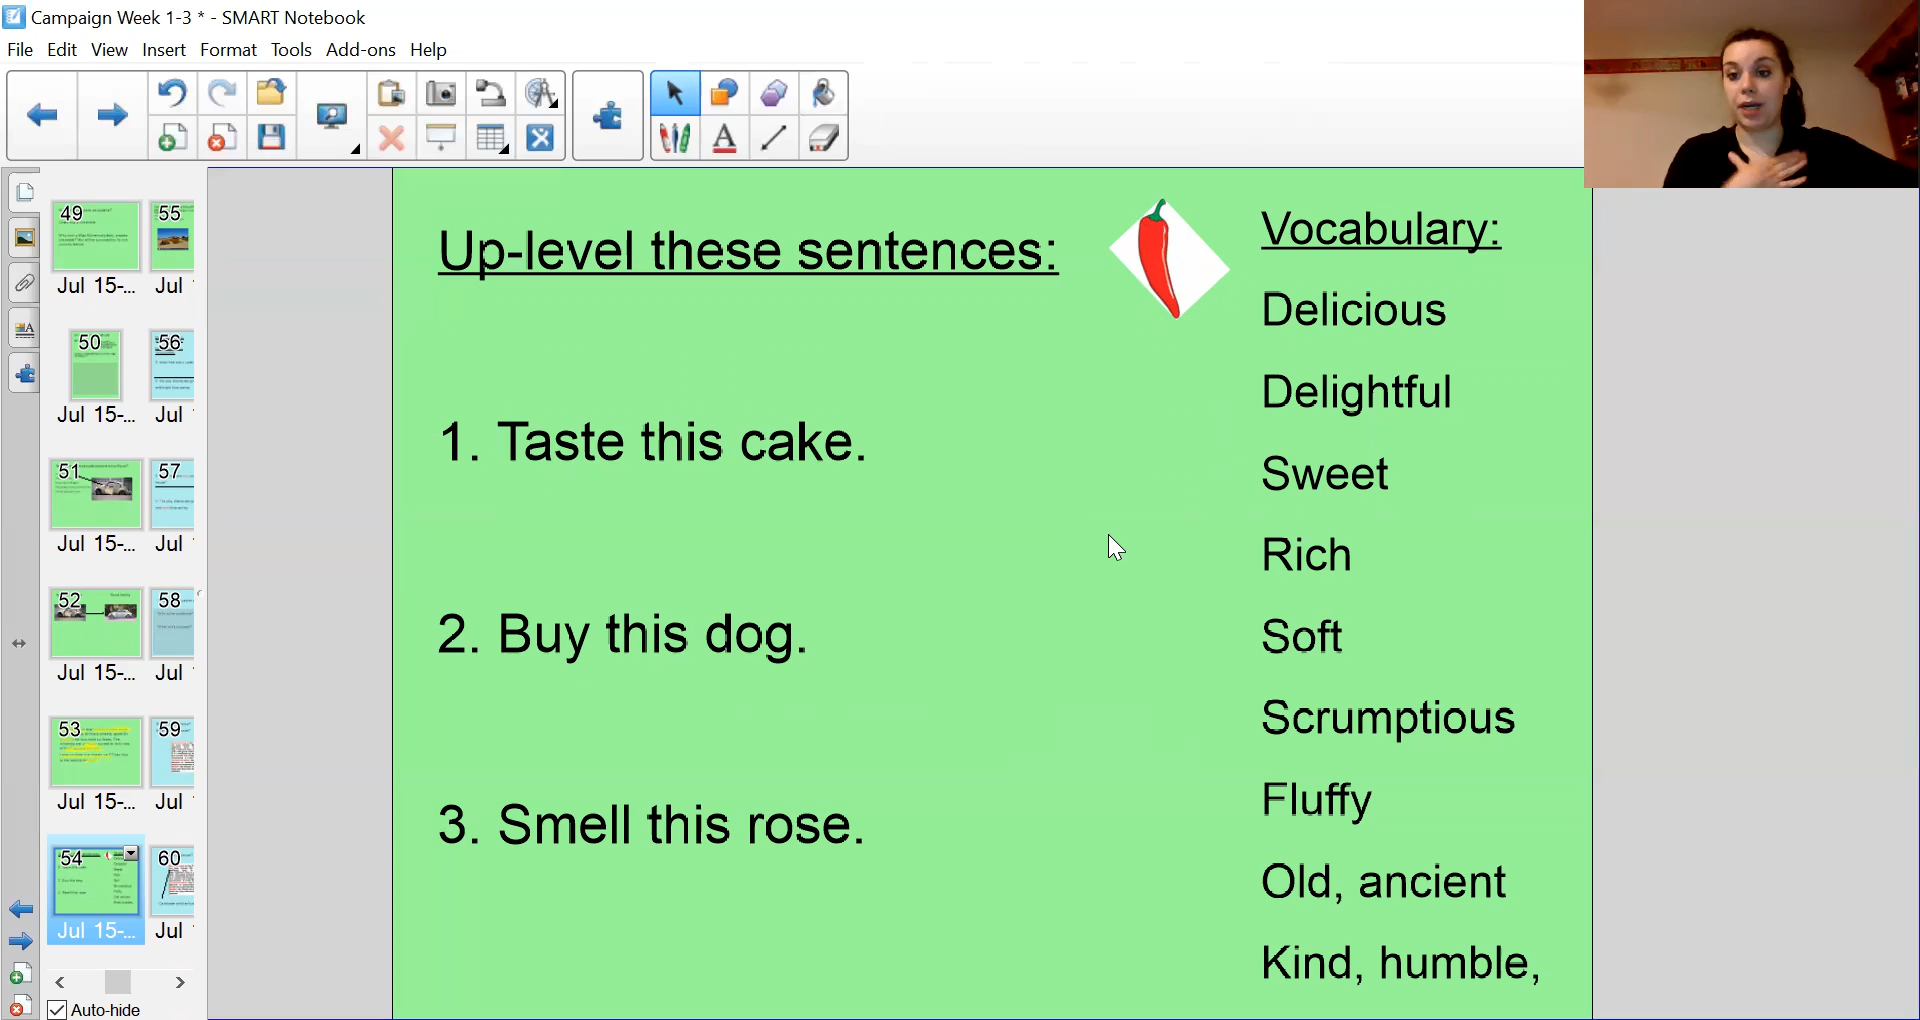 Campaign Week 1-3 * - SMART Notebook
File Edit View Insert Format Tools Add-ons Help
Up-level these sentences:
1. Taste this cake.
2. Buy this dog.
3. Smell this rose.
Vocabulary:
Delicious
Delightful
Sweet
Rich
Soft
Scrumptious
Fluffy
Old, ancient
Kind, humble,
49 55
Jul 15-... Jul
50 56
Jul 15-... Jul
51 57
Jul 15-... Jul
52 58
Jul 15-... Jul
53 59
Jul 15-... Jul
54 60
Jul 15-... Jul
Auto-hide